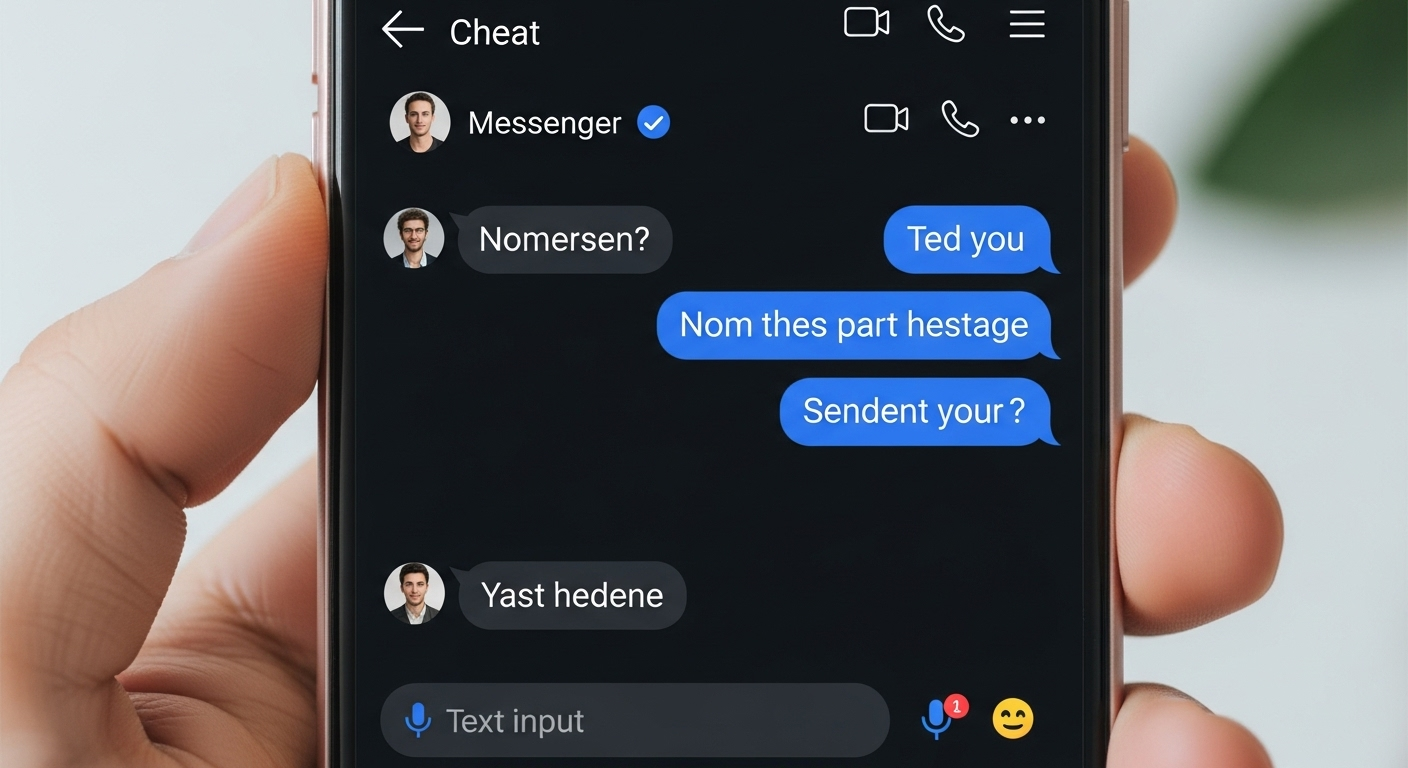 Cheat
Messenger
Nomersen?
Ted you
Nom thes part hestage
Sendent your?
Yast hedene
Text input
1